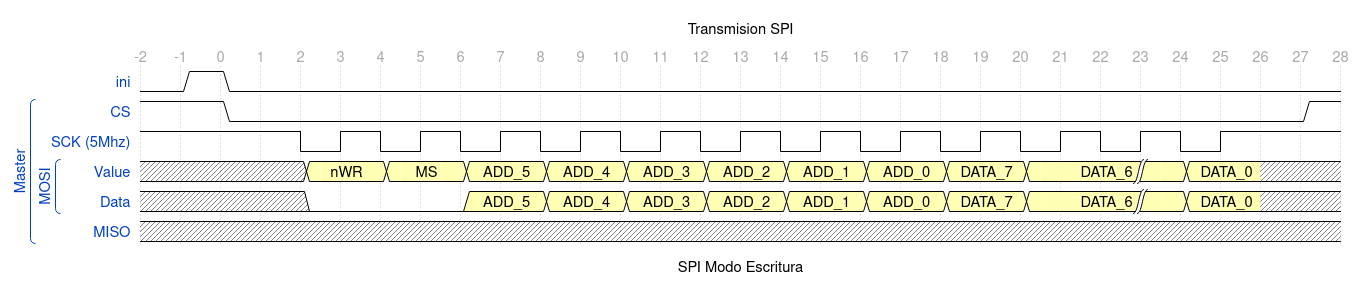 Transmision SPI
-2 -1 0 1 2 3 4 5 6 7 8 9 10 11 12 13 14 15 16 17 18 19 20 21 22 23 24 25 26 27 28
ini
CS
SCK (5Mhz)
Master
MOSI
Value nWR MS ADD_5 ADD_4 ADD_3 ADD_2 ADD_1 ADD_0 DATA_7 DATA_6 DATA_0
Data ADD_5 ADD_4 ADD_3 ADD_2 ADD_1 ADD_0 DATA_7 DATA_6 DATA_0
MISO
SPI Modo Escritura